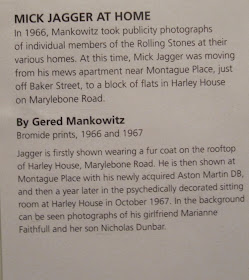 MICK JAGGER AT HOME
In 1966, Mankowitz took publicity photographs
of individual members of the Rolling Stones at their
various homes. At this time, Mick Jagger was moving
from his mews apartment near Montague Place, just
off Baker Street, to a block of flats in Harley House
on Marylebone Road.
By Gered Mankowitz
Bromide prints, 1966 and 1967
Jagger is firstly shown wearing a fur coat on the rooftop
of Harley House, Marylebone Road. He is then shown at
Montague Place with his newly acquired Aston Martin DB,
and then a year later in the psychedically decorated sitting
room at Harley House in October 1967. In the background
can be seen photographs of his girlfriend Marianne
Faithfull and her son Nicholas Dunbar.